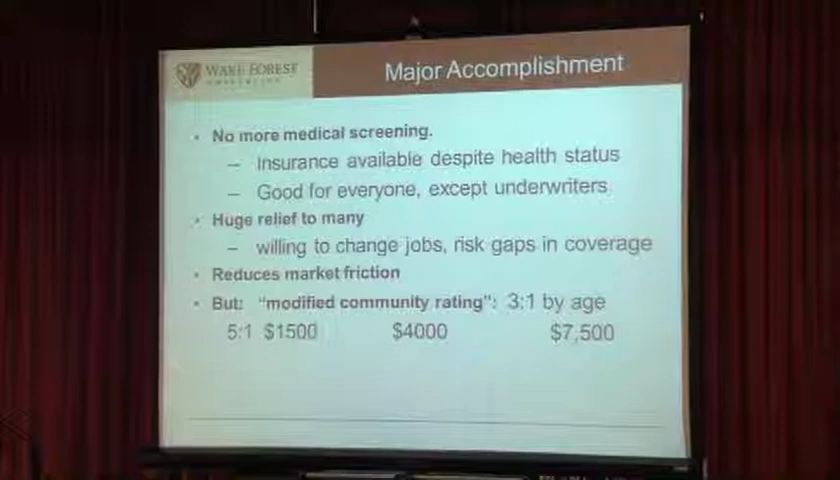 WAKE FOREST
UNIVERSITY
Major Accomplishment
• No more medical screening.
– Insurance available despite health status
– Good for everyone, except underwriters
• Huge relief to many
– willing to change jobs, risk gaps in coverage
• Reduces market friction
• But: "modified community rating": 3:1 by age
5:1 $1500 $4000 $7,500